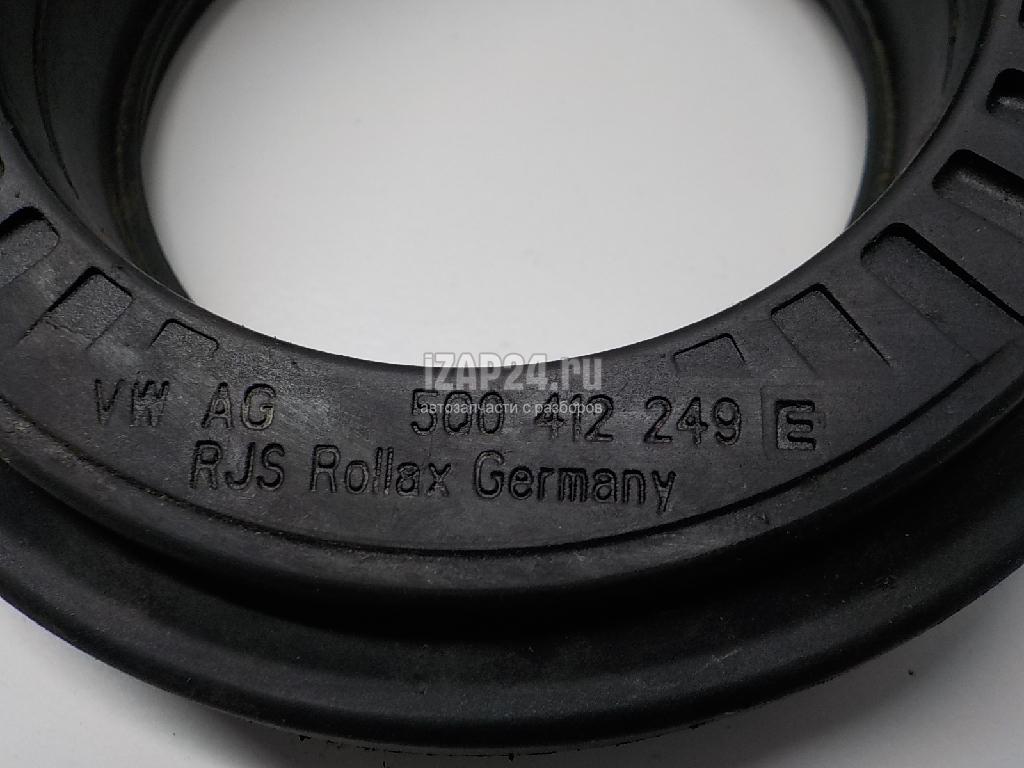 iZAP24.ru
автозапчасти с разборов
VW AG 5Q0 412 249 E
RJS Rollax Germany